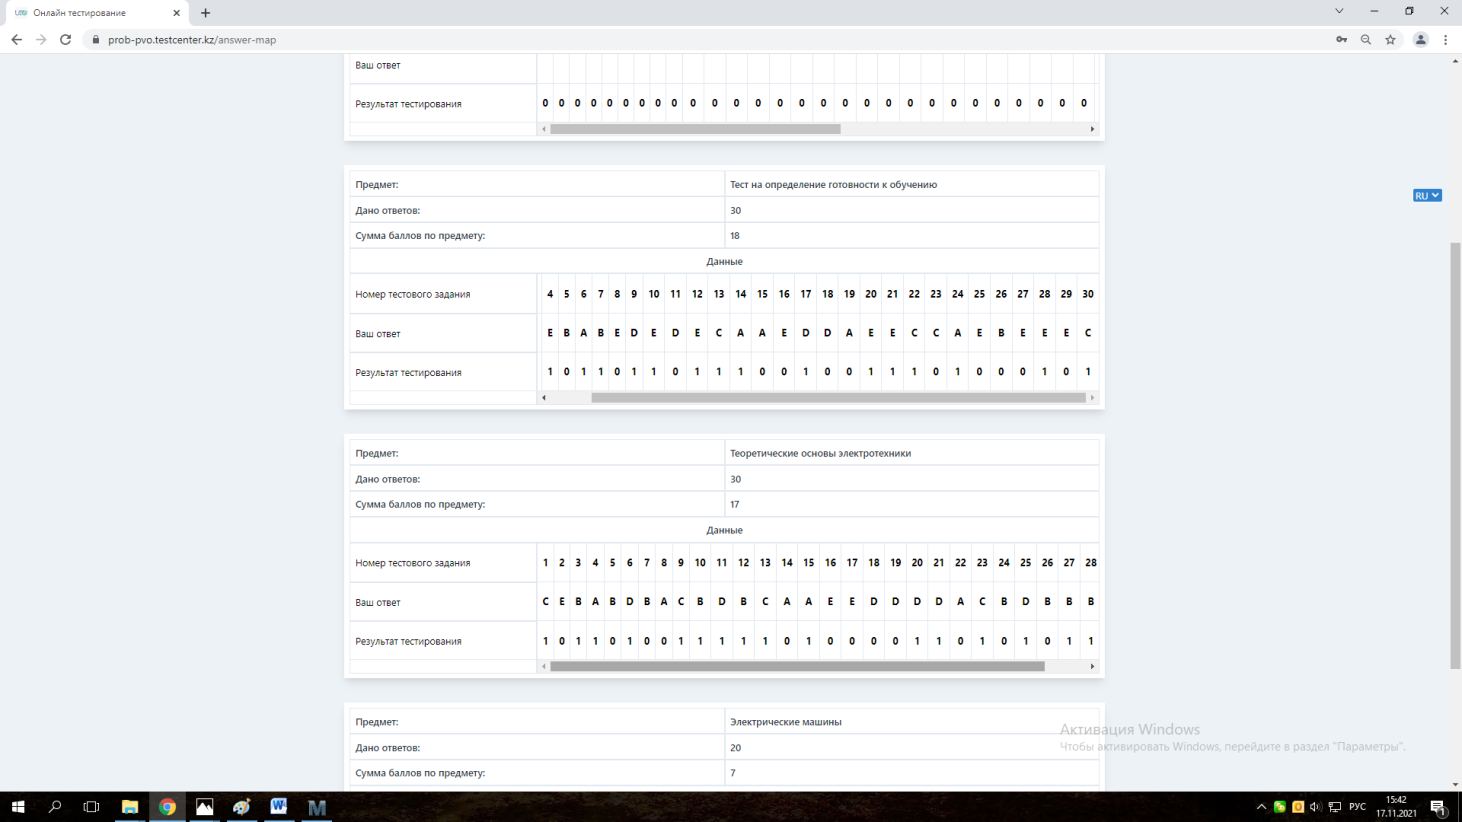 Онлайн тестирование
prob-pvo.testcenter.kz/answer-map
Ваш ответ
Результат тестирования 0 0 0 0 0 0 0 0 0 0 0 0 0 0 0 0 0 0 0 0 0 0 0 0 0 0 0 0
Предмет: Тест на определение готовности к обучению
RU
Дано ответов: 30
Сумма баллов по предмету: 18
Данные
Номер тестового задания 4 5 6 7 8 9 10 11 12 13 14 15 16 17 18 19 20 21 22 23 24 25 26 27 28 29 30
Ваш ответ E B A B E D E D E C A A E D D A E E C C A E B E E E C
Результат тестирования 1 0 1 1 0 1 1 0 1 1 1 0 0 1 0 0 1 1 1 0 1 0 0 0 1 0 1
Предмет: Теоретические основы электротехники
Дано ответов: 30
Сумма баллов по предмету: 17
Данные
Номер тестового задания 1 2 3 4 5 6 7 8 9 10 11 12 13 14 15 16 17 18 19 20 21 22 23 24 25 26 27 28
Ваш ответ C E B A B D B A C B D B C A A E E D D D D A C B D B B B
Результат тестирования 1 0 1 1 0 1 0 0 1 1 1 1 1 0 1 0 0 0 0 1 1 0 1 0 1 0 1 1
Предмет: Электрические машины
Дано ответов: 20
Сумма баллов по предмету: 7
Активация Windows
Чтобы активировать Windows, перейдите в раздел "Параметры".
РУС
15:42
17.11.2021
1